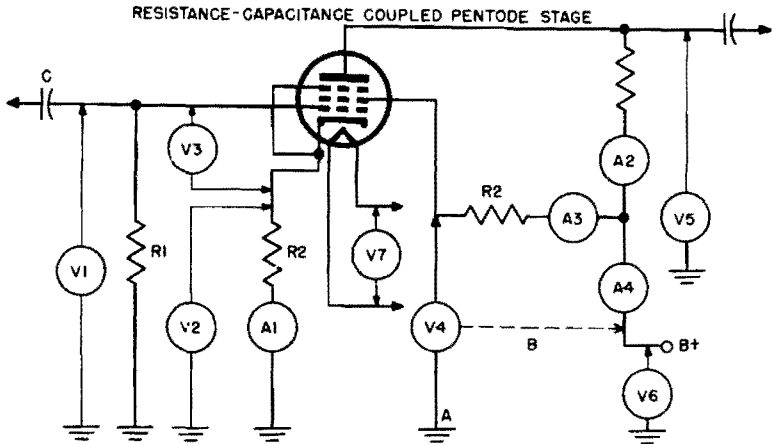 RESISTANCE-CAPACITANCE COUPLED PENTODE STAGE
C
V3
A2
R2
A3
V1
R1
R2
V7
V5
A4
V2
A1
V4
B
B+
V6
A